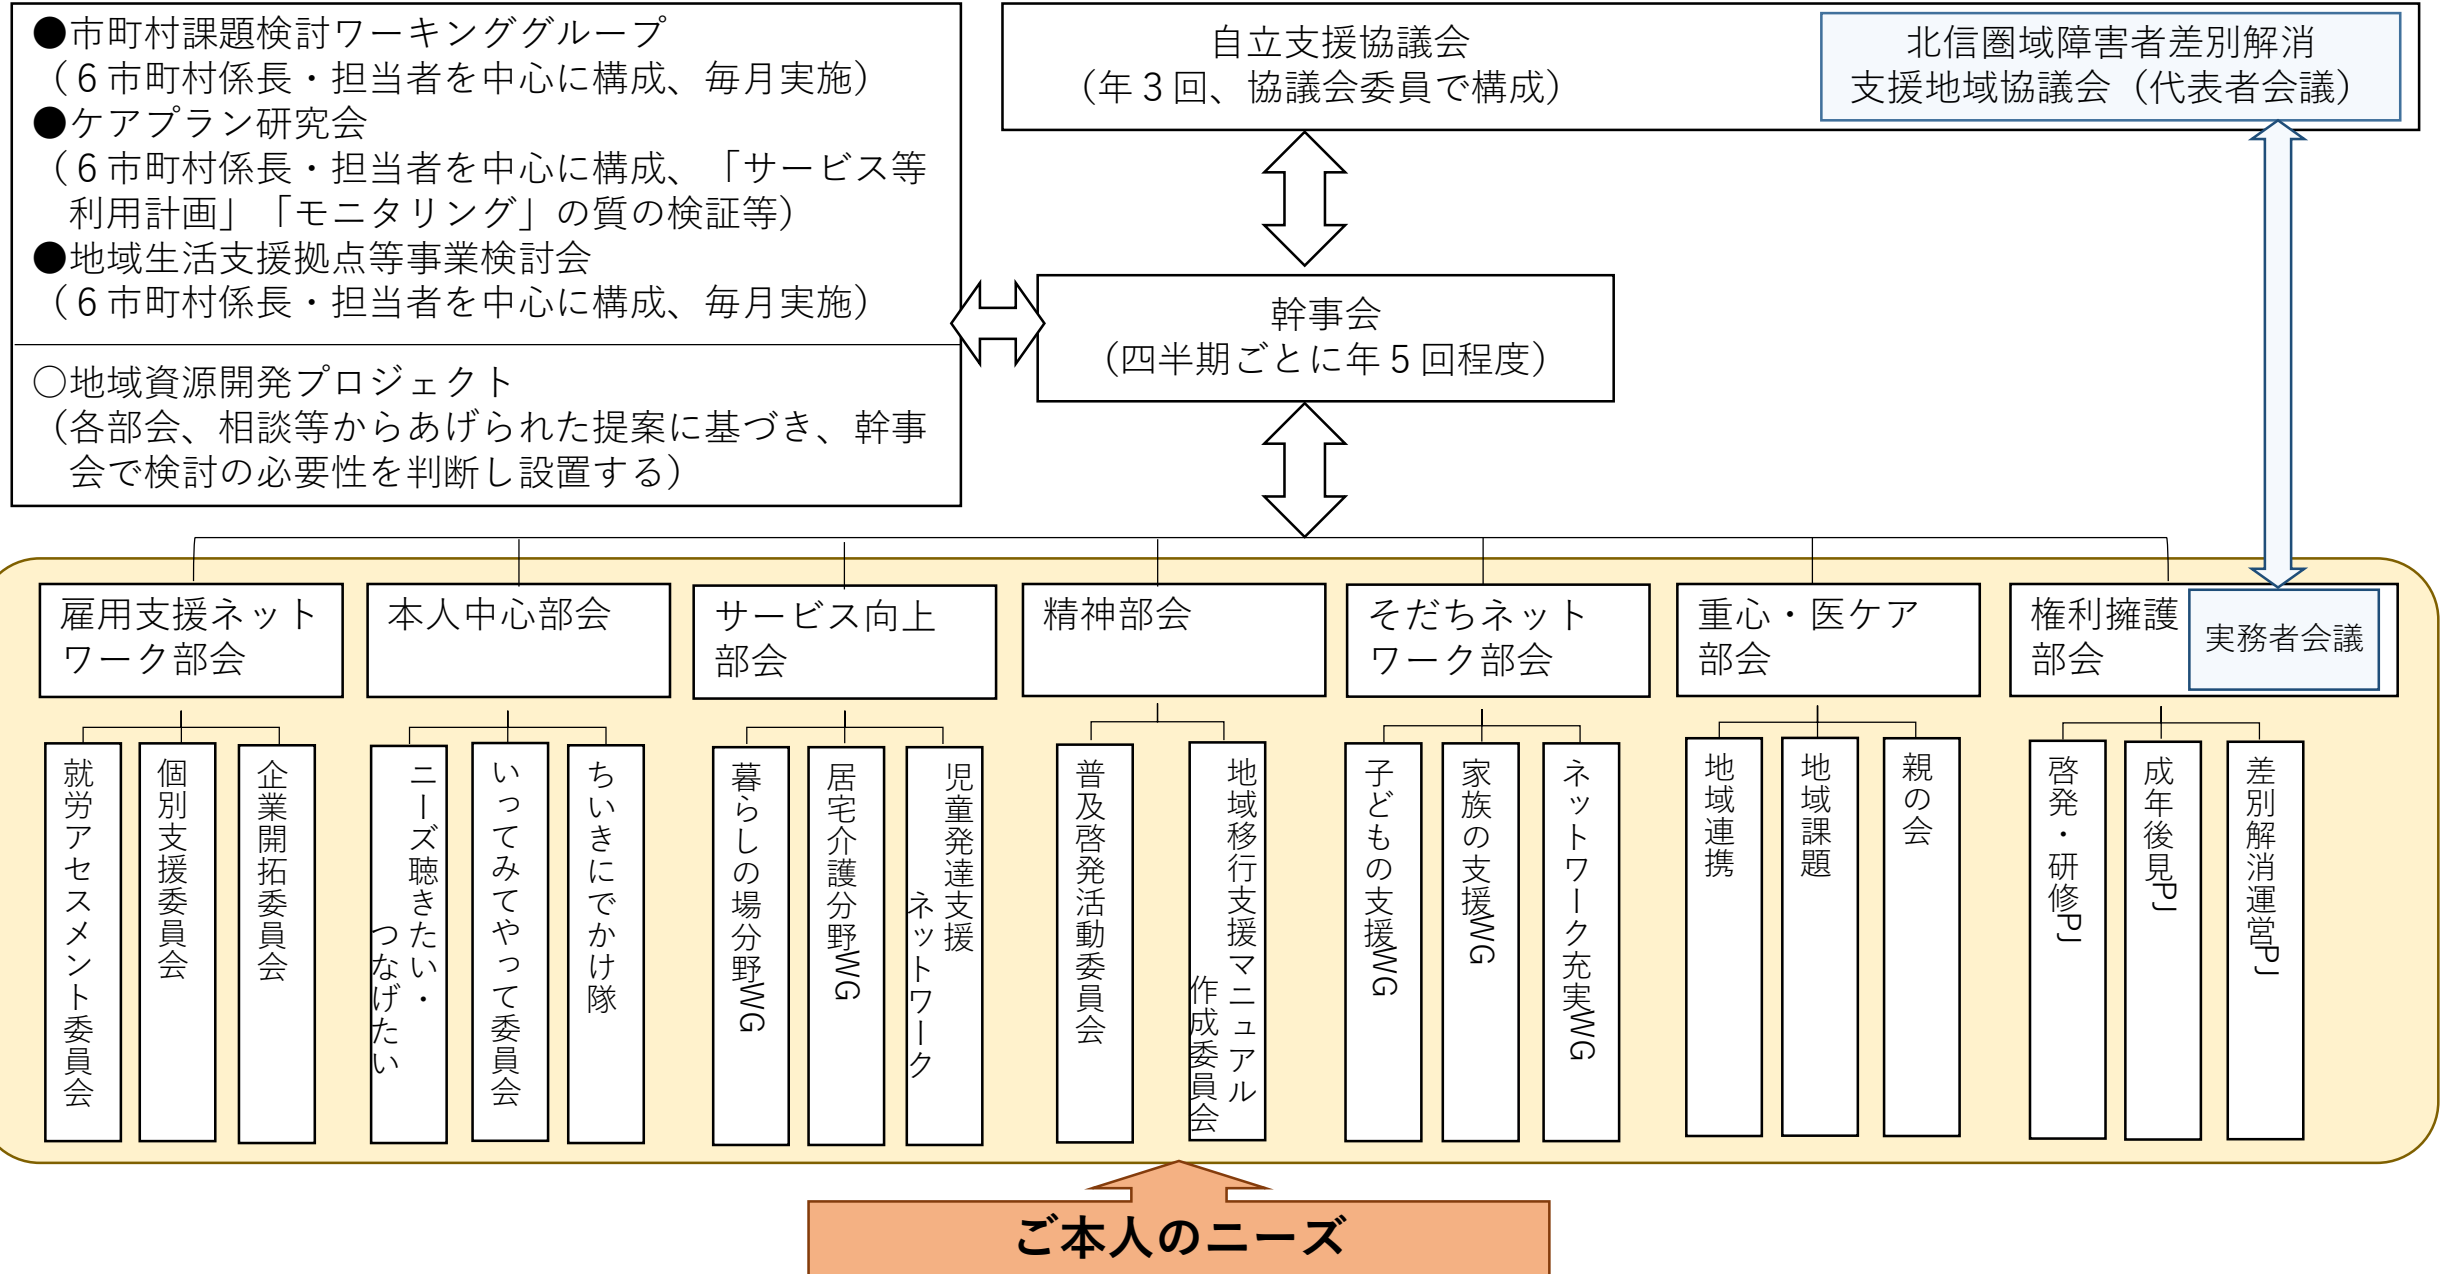 ●市町村課題検討ワーキンググループ
（６市町村係長・担当者を中心に構成、毎月実施）
●ケアプラン研究会
（６市町村係長・担当者を中心に構成、「サービス等
利用計画」「モニタリング」の質の検証等）
●地域生活支援拠点等事業検討会
（６市町村係長・担当者を中心に構成、毎月実施）
○地域資源開発プロジェクト
（各部会、相談等からあげられた提案に基づき、幹事
会で検討の必要性を判断し設置する）
自立支援協議会
（年３回、協議会委員で構成）
北信圏域障害者差別解消
支援地域協議会（代表者会議）
幹事会
（四半期ごとに年５回程度）
雇用支援ネット
ワーク部会
本人中心部会
サービス向上
部会
精神部会
そだちネット
ワーク部会
重心・医ケア
部会
権利擁護
部会
実務者会議
就労アセスメント委員会
個別支援委員会
企業開拓委員会
ニーズ聴きたい・
つなげたい
いってみてやって委員会
ちいきにでかけ隊
暮らしの場分野WG
居宅介護分野WG
児童発達支援
ネットワーク
普及啓発活動委員会
地域移行支援マニュアル
作成委員会
子どもの支援WG
家族の支援WG
ネットワーク充実WG
地域連携
地域課題
親の会
啓発・研修PJ
成年後見PJ
差別解消運営PJ
ご本人のニーズ